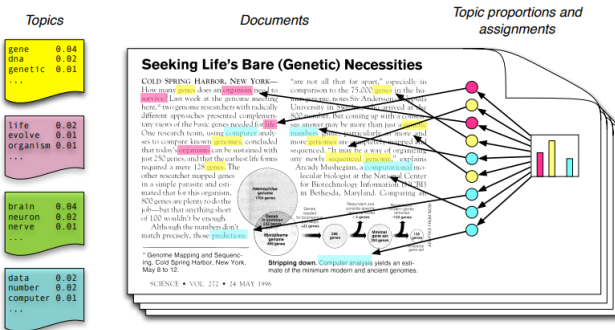 Topics
Documents
Topic proportions and
assignments
gene 0.04
dna 0.02
genetic 0.01
...
life 0.02
evolve 0.01
organism 0.01
...
brain 0.04
neuron 0.02
nerve 0.01
...
data 0.02
number 0.02
computer 0.01
...
Seeking Life's Bare (Genetic) Necessities
COLD SPRING HARBOR, NEW YORK—
How many genes does an organism need to
survive? Last week at the genome meeting
here,* two genome researchers with radically
different approaches presented complemen-
tary views of the basic genes needed for life.
One research team, using computer analy-
ses to compare known genomes, concluded
that today's organisms can be sustained with
just 250 genes, and that the earliest life forms
required a mere 128 genes. The
other researcher mapped genes
in a simple parasite and esti-
mated that for this organism,
800 genes are plenty to do the
job—but that anything short
of 100 wouldn't be enough.
Although the numbers don't
match precisely, those predictions
* Genome Mapping and Sequenc-
ing, Cold Spring Harbor, New York,
May 8 to 12.
"are not all that far apart," especially in
comparison to the 75,000 genes in the hu-
man genome, notes Siv Andersson
University in arrived at the
800 number. But coming up with a
sus answer may be more than just a
numbers particularly more and
more genomes are completely mapped and
sequenced. "It may be a way of organizing
any newly sequenced genome," explains
Arcady Mushegian, a computational mo-
lecular biologist at the National Center
for Biotechnology Information (NCBI)
in Bethesda, Maryland. Comparing
Haemophilus
genome
1703 genes
Mycoplasma
genome
genes
Minimal
gene set
250 genes
Stripping down. Computer analysis yields an esti-
mate of the minimum modern and ancient genomes.
SCIENCE • VOL. 272 • 24 MAY 1996